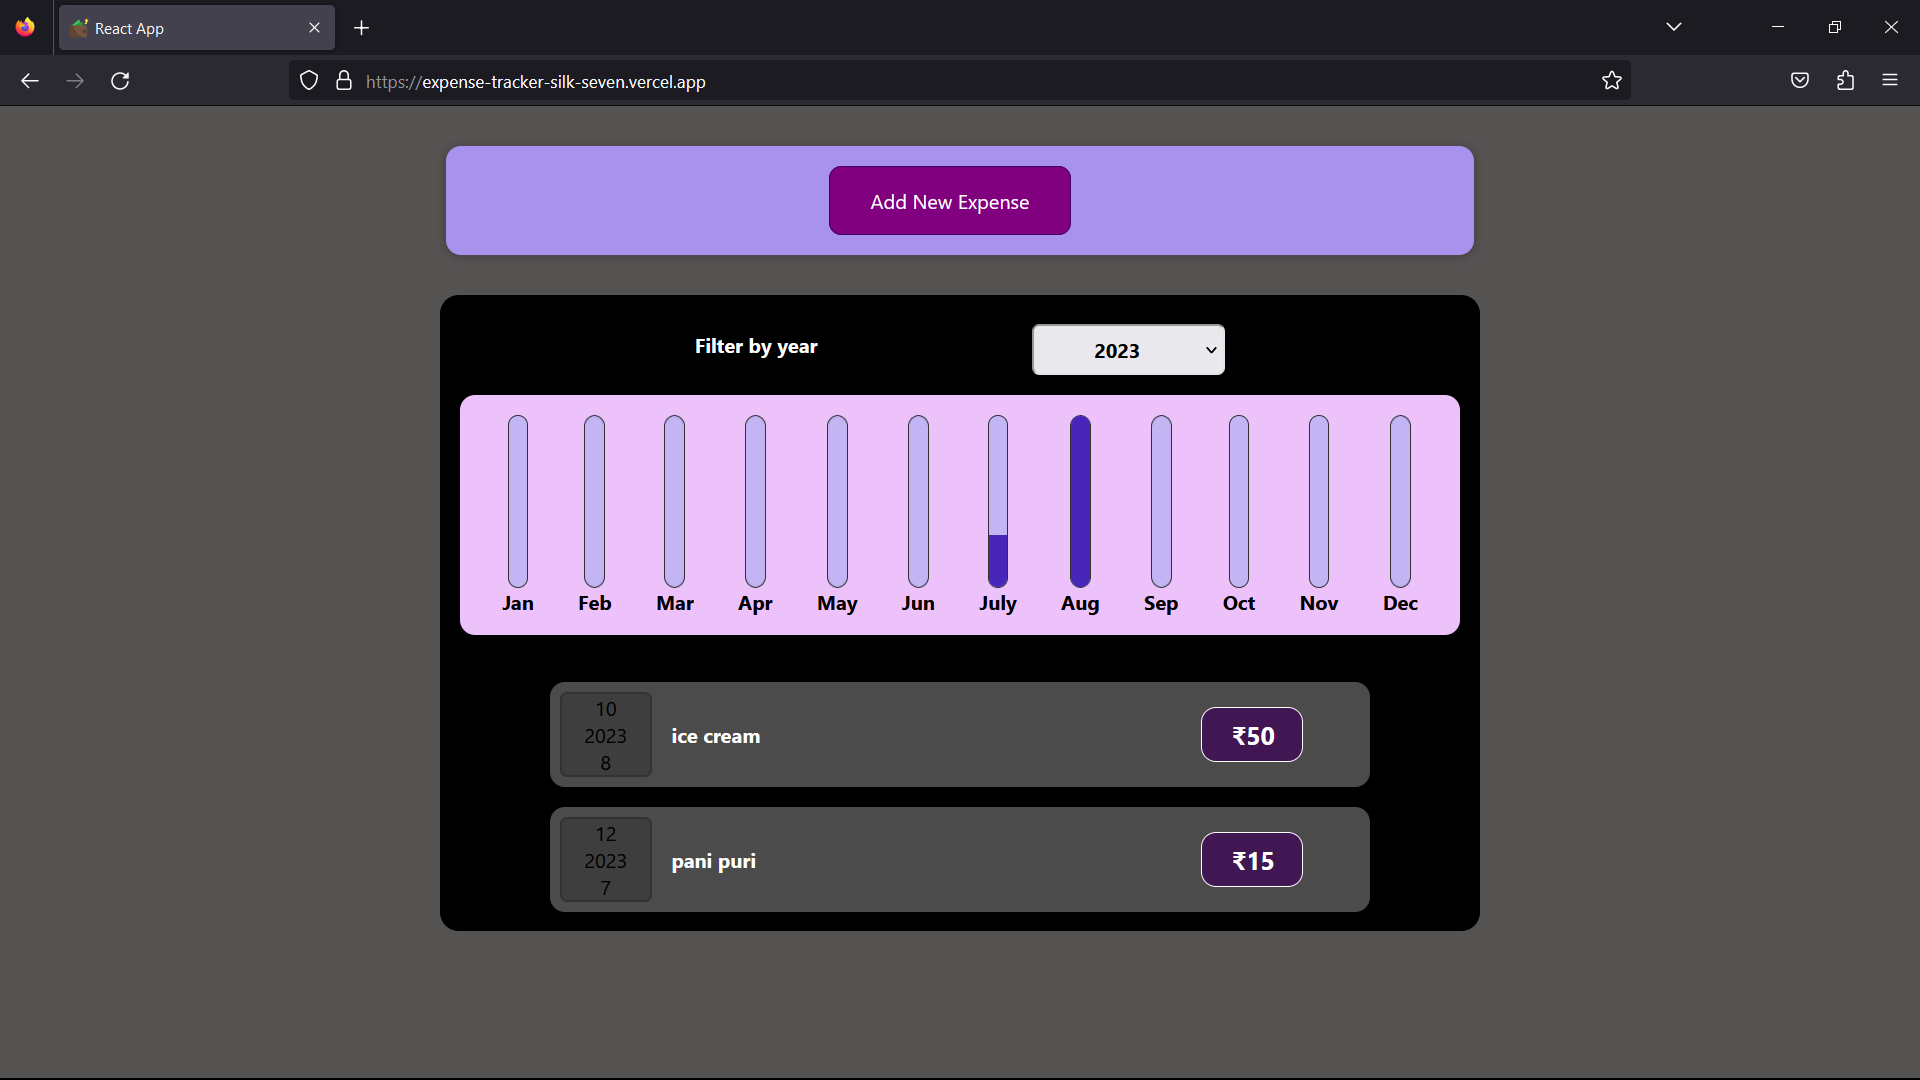 React App
https://expense-tracker-silk-seven.vercel.app
Add New Expense
Filter by year
2023
Jan Feb Mar Apr May Jun July Aug Sep Oct Nov Dec
10
2023
8
ice cream
₹50
12
2023
7
pani puri
₹15